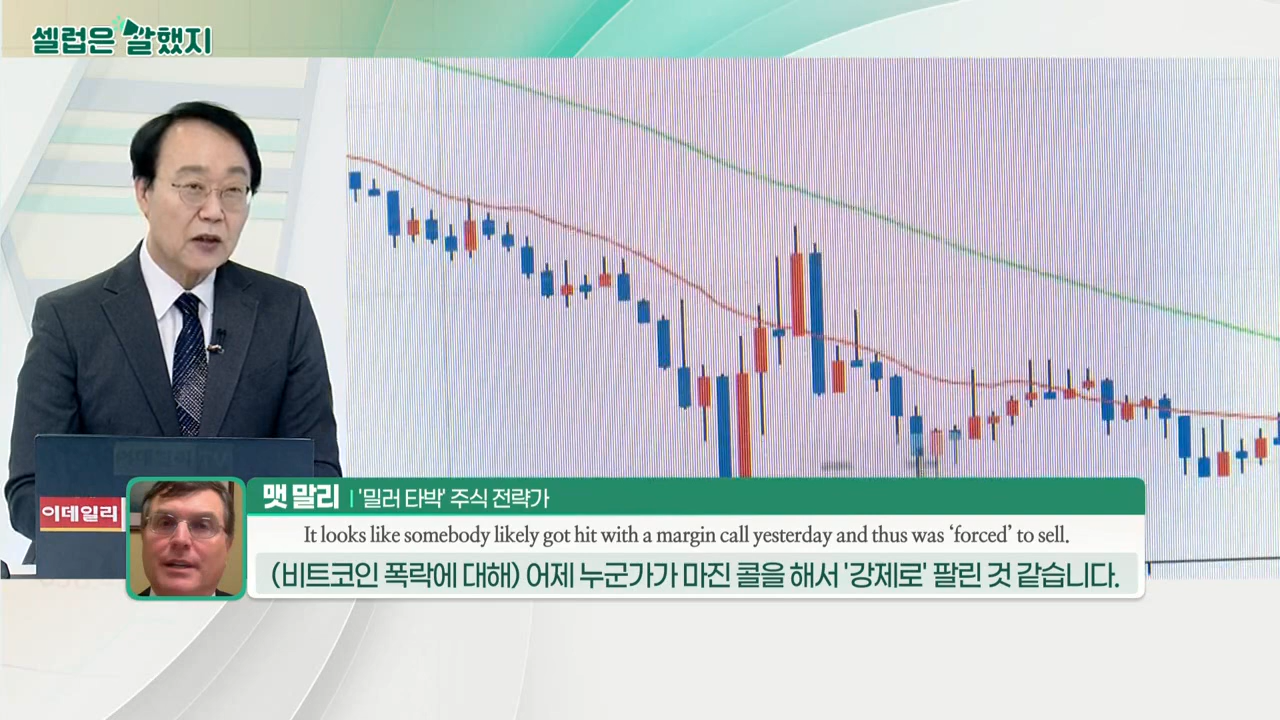 셀럽은 말했지
이데일리
맷 말리 | '밀러 타박' 주식 전략가
It looks like somebody likely got hit with a margin call yesterday and thus was ‘forced’ to sell.
(비트코인 폭락에 대해) 어제 누군가가 마진 콜을 해서 '강제로' 팔린 것 같습니다.